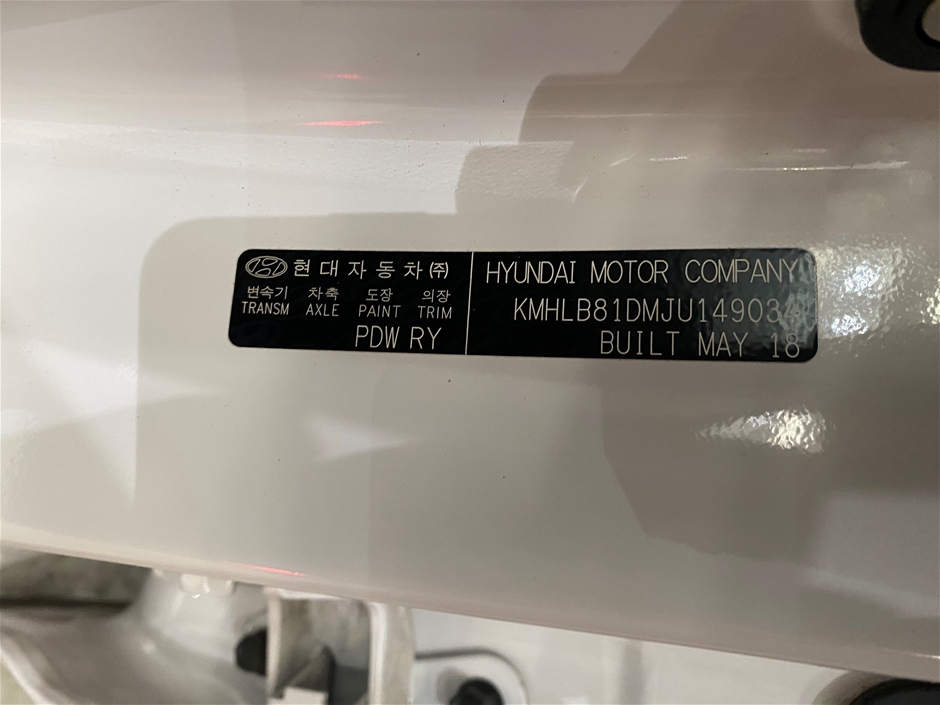 현대자동차(주)
변속기 차축 도장 의장
TRANSM AXLE PAINT TRIM
PDW RY
HYUNDAI MOTOR COMPANY
KMHLB81DMJU149034
BUILT MAY 18